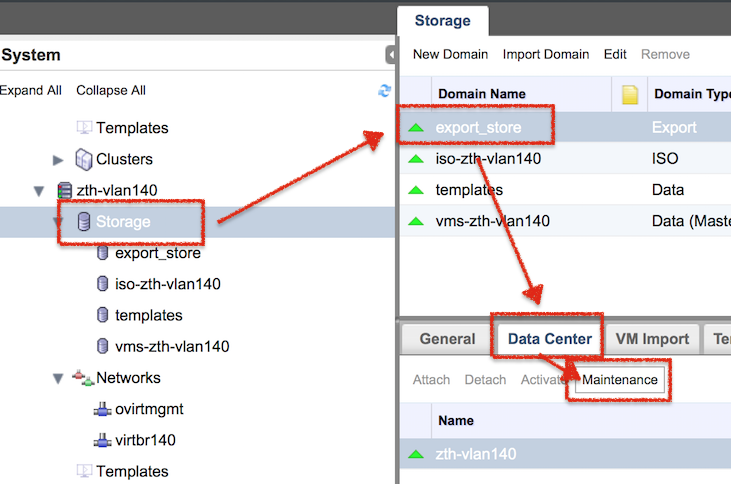 System
Expand All Collapse All
Templates
Clusters
zth-vlan140
Storage
export_store
iso-zth-vlan140
templates
vms-zth-vlan140
Networks
ovirtmgmt
virtbr140
Templates
Storage
New Domain Import Domain Edit Remove
Domain Name Domain Type
export_store Export
iso-zth-vlan140 ISO
templates Data
vms-zth-vlan140 Data (Maste
General Data Center VM Import Te
Attach Detach Activate Maintenance
Name
zth-vlan140